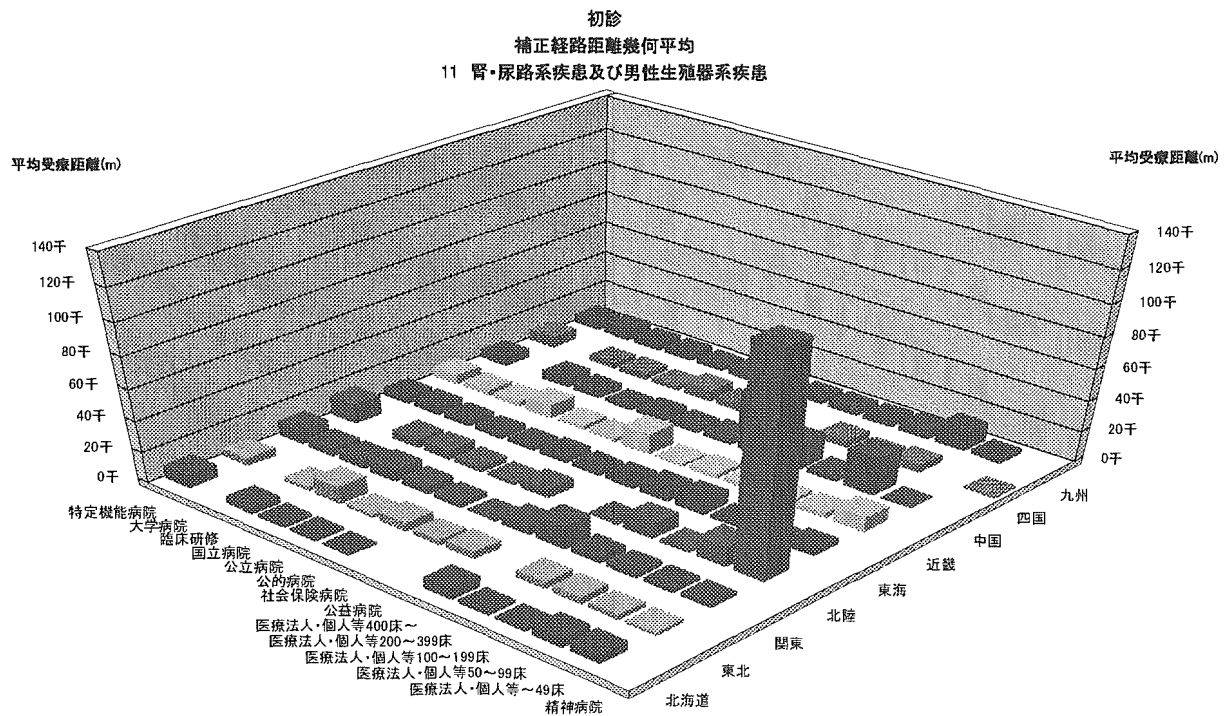 初診
補正経路距離幾何平均
11 腎・尿路系疾患及び男性生殖器系疾患
平均受療距離(m)
平均受療距離(m)
140千
120千
100千
80千
60千
40千
20千
0千
140千
120千
100千
80千
60千
40千
20千
0千
特定機能病院
大学病院
臨床研修
国立病院
公立病院
公的病院
社会保険病院
公益病院
医療法人・個人等400床～
医療法人・個人等200～399床
医療法人・個人等100～199床
医療法人・個人等50～99床
医療法人・個人等～49床
精神病院
北海道
東北
関東
北陸
東海
近畿
中国
四国
九州